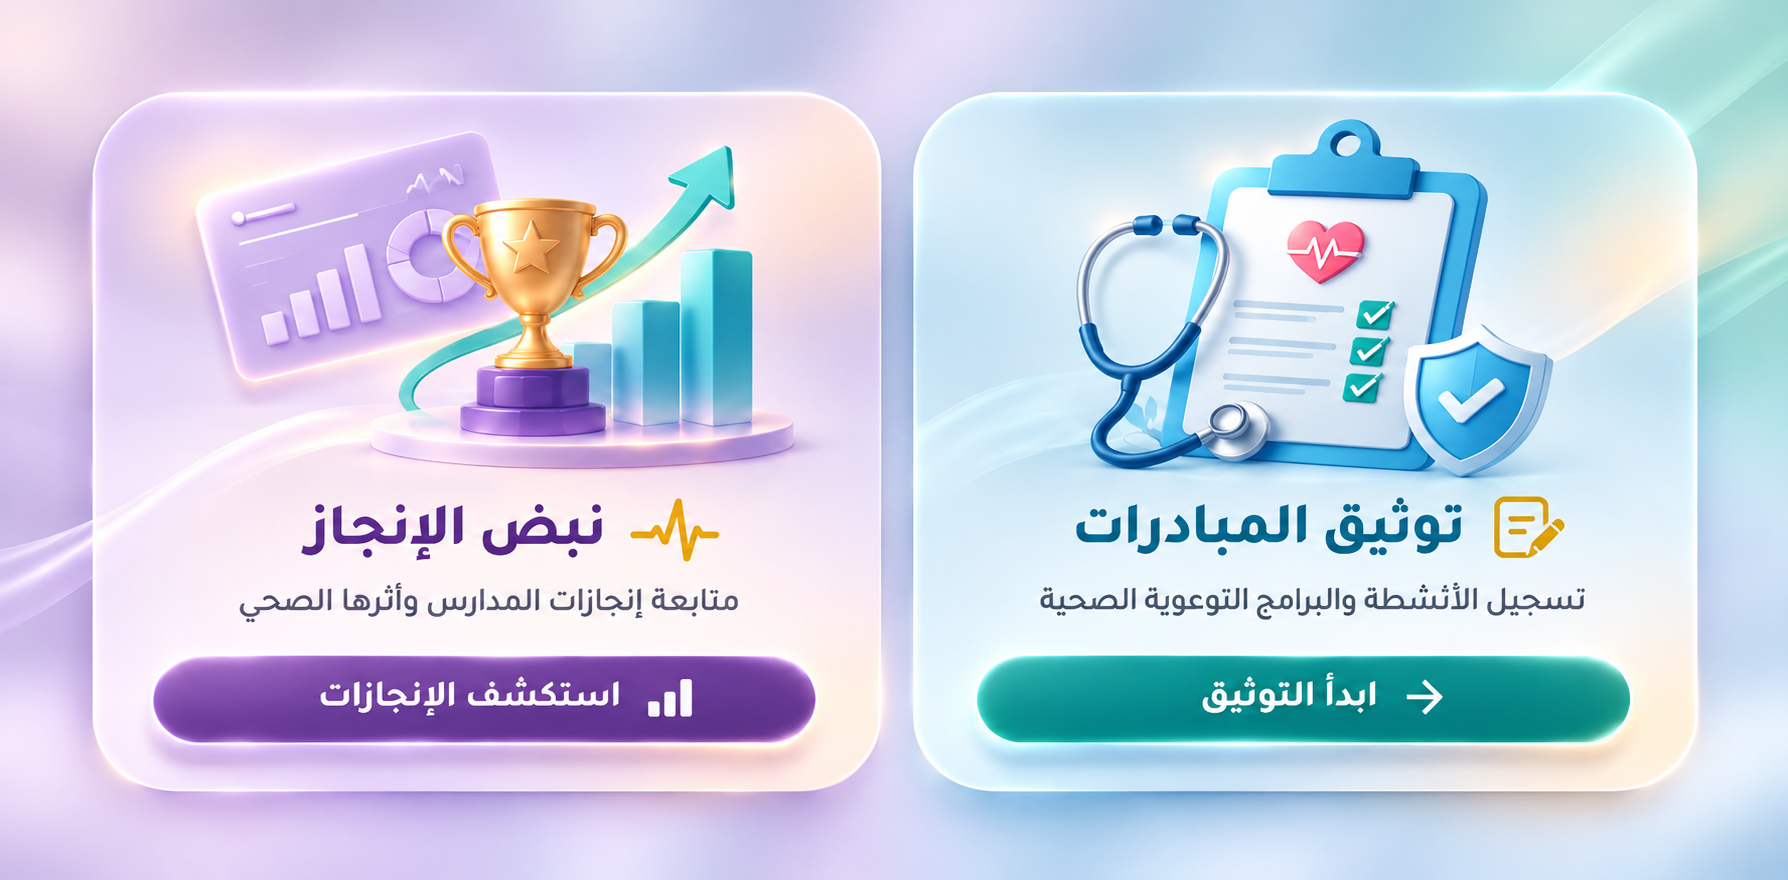 توثيق المبادرات
تسجيل الأنشطة والبرامج التوعوية الصحية
ابدأ التوثيق
نبض الإنجاز
متابعة إنجازات المدارس وأثرها الصحي
استكشف الإنجازات